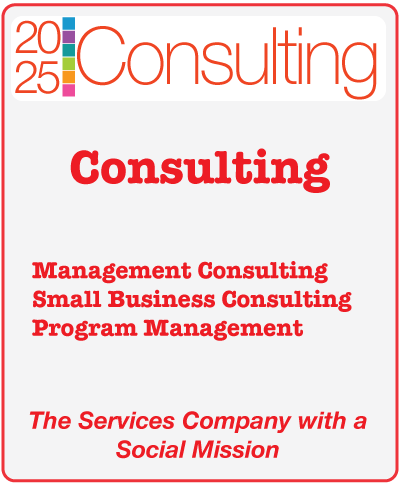 20
25 Consulting
Consulting
Management Consulting
Small Business Consulting
Program Management
The Services Company with a
Social Mission